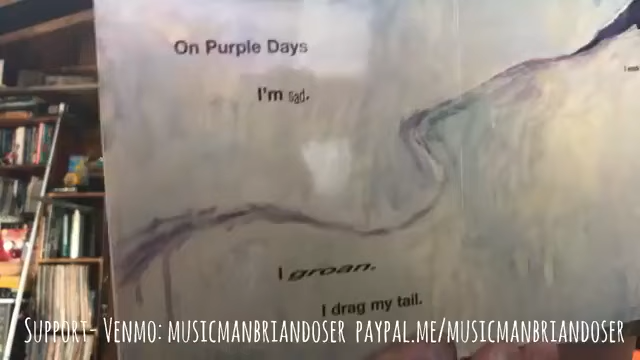 On Purple Days
I'm sad.
I groan.
I drag my tail.
SUPPORT- VENMO: MUSICMANBRIANDOSER PAYPAL.ME/MUSICMANBRIANDOSER